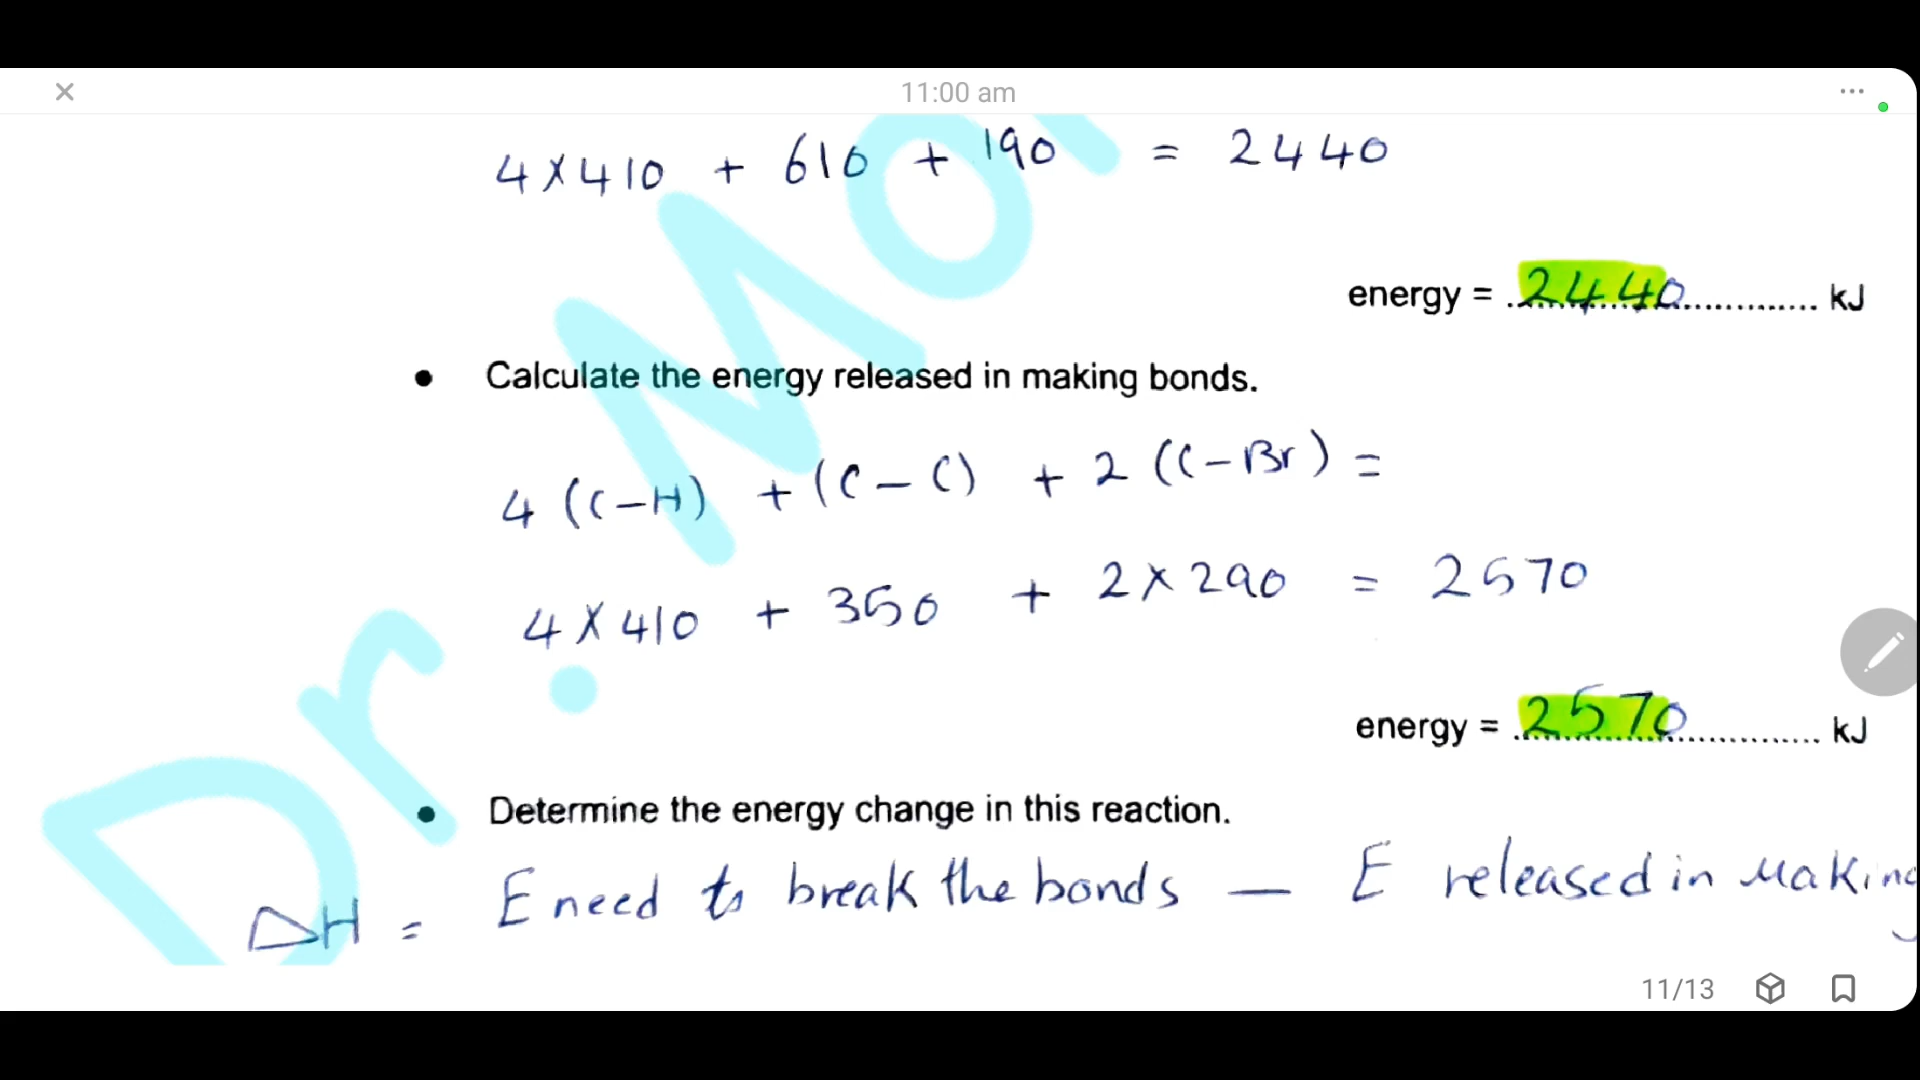 11:00 am
4 × 410 + 610 + 190 = 2440
energy = 2440 kJ
• Calculate the energy released in making bonds.
4 (C-H) + (C-C) + 2 (C-Br) =
4 × 410 + 350 + 2 × 290 = 2570
energy = 2570 kJ
• Determine the energy change in this reaction.
ΔH = E need to break the bonds — E released in making
11/13
Dr. Mo